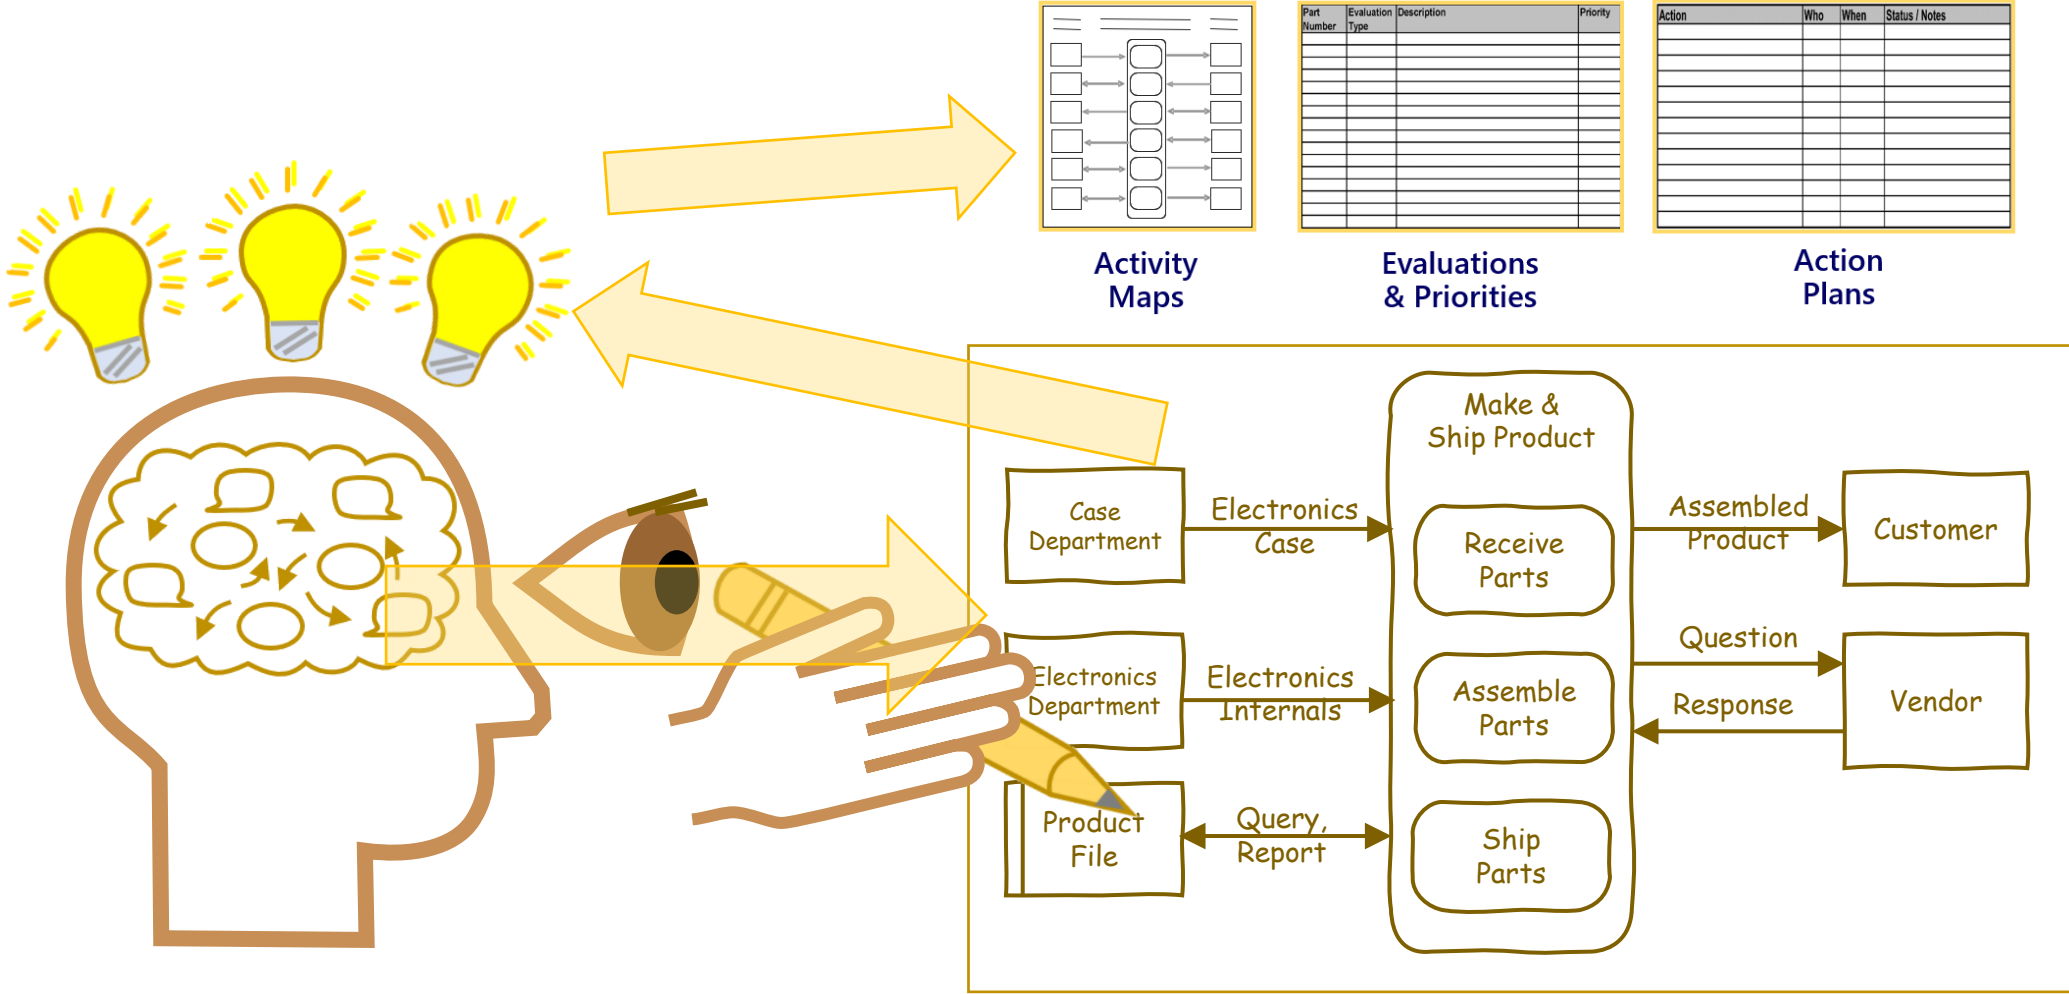 Part
Number
Evaluation
Type
Description
Priority
Action
Who
When
Status / Notes
Activity
Maps
Evaluations
& Priorities
Action
Plans
Make &
Ship Product
Case
Department
Electronics
Case
Receive
Parts
Assembled
Product
Customer
Electronics
Department
Electronics
Internals
Assemble
Parts
Question
Response
Vendor
Product
File
Query,
Report
Ship
Parts